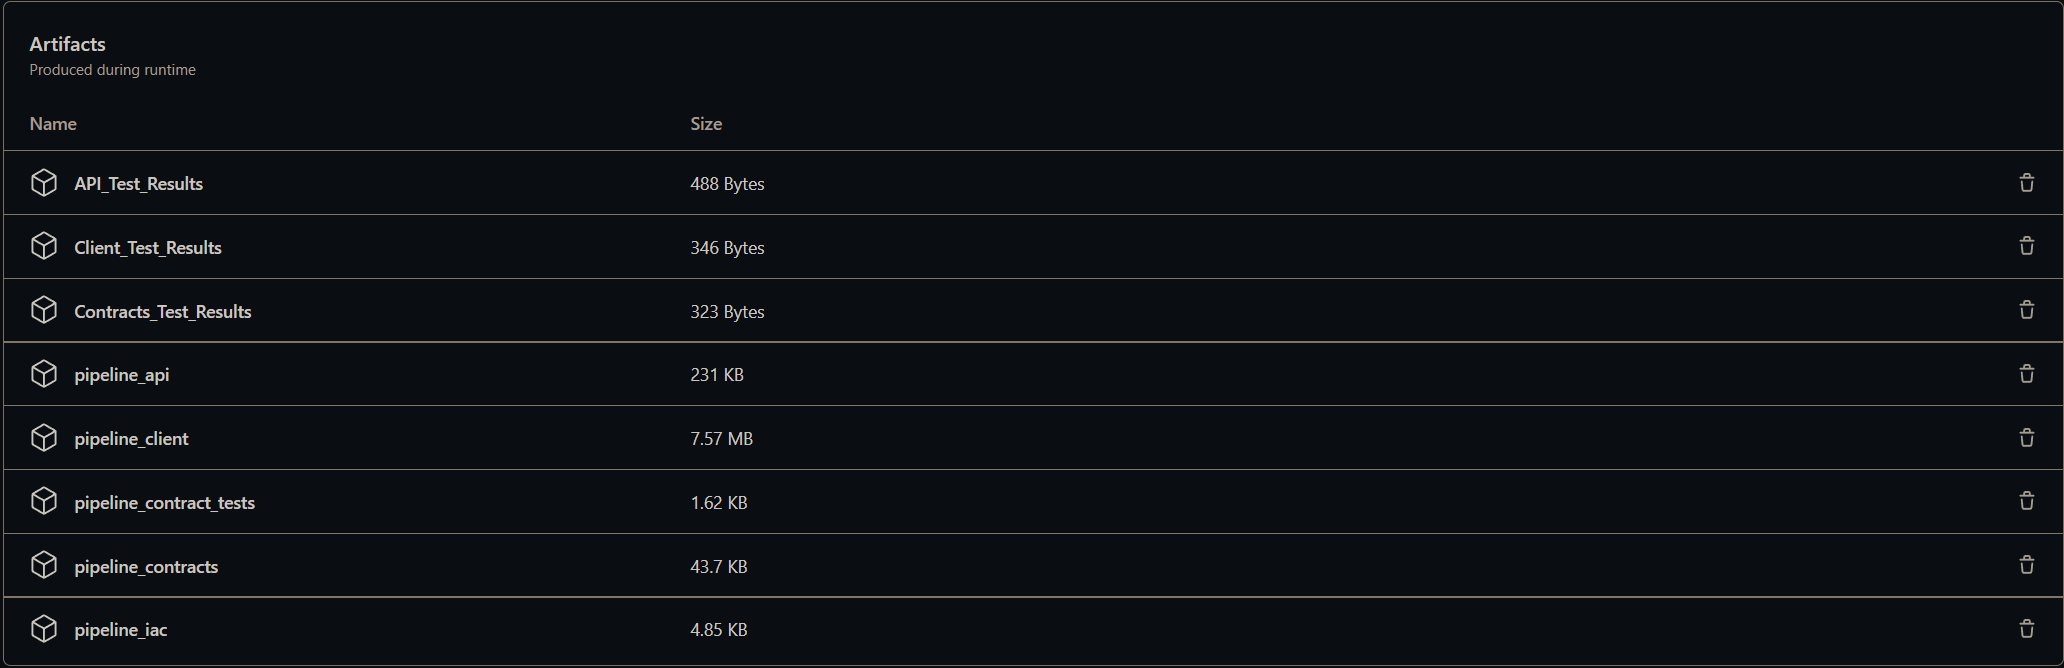 Artifacts
Produced during runtime
Name Size
API_Test_Results 488 Bytes
Client_Test_Results 346 Bytes
Contracts_Test_Results 323 Bytes
pipeline_api 231 KB
pipeline_client 7.57 MB
pipeline_contract_tests 1.62 KB
pipeline_contracts 43.7 KB
pipeline_iac 4.85 KB